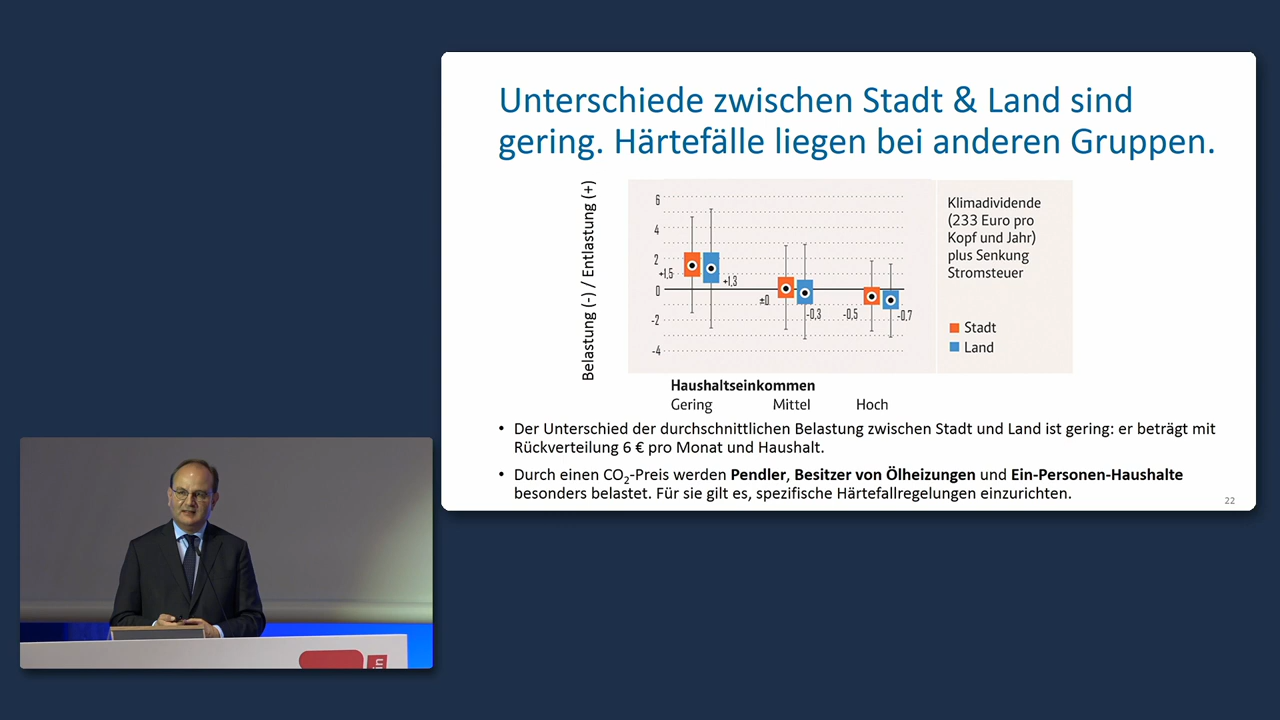 Unterschiede zwischen Stadt & Land sind
gering. Härtefälle liegen bei anderen Gruppen.
Belastung (-) / Entlastung (+)
6
4
2
0
-2
-4
+1,5
+1,3
±0
-0,3
-0,5
-0,7
Klimadividende
(233 Euro pro
Kopf und Jahr)
plus Senkung
Stromsteuer
Stadt
Land
Haushaltseinkommen
Gering Mittel Hoch
• Der Unterschied der durchschnittlichen Belastung zwischen Stadt und Land ist gering: er beträgt mit
Rückverteilung 6 € pro Monat und Haushalt.
• Durch einen CO₂-Preis werden Pendler, Besitzer von Ölheizungen und Ein-Personen-Haushalte
besonders belastet. Für sie gilt es, spezifische Härtefallregelungen einzurichten.
22
in